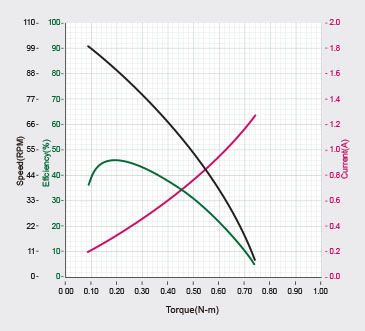 110- 100- - 2.0
99- 90- - 1.8
88- 80- - 1.6
77- 70- - 1.4
66- 60- - 1.2
55- 50- - 1.0
44- 40- - 0.8
33- 30- - 0.6
22- 20- - 0.4
11- 10- - 0.2
0- 0- - 0.0
Speed(RPM)
Efficiency(%)
Current(A)
0.00 0.10 0.20 0.30 0.40 0.50 0.60 0.70 0.80 0.90 1.00
Torque(N-m)